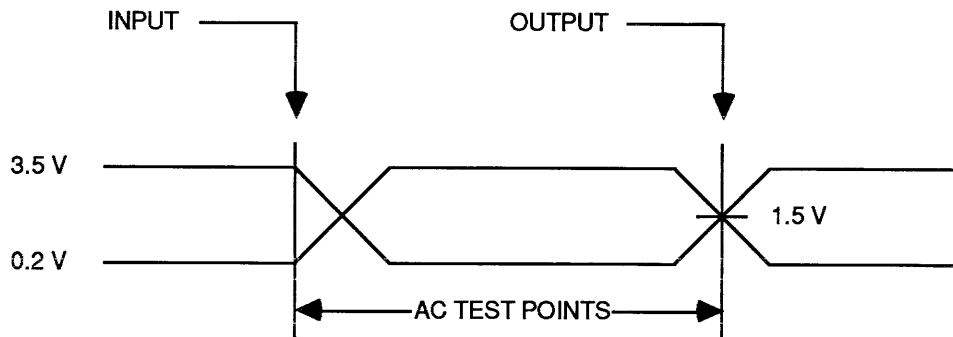 INPUT
OUTPUT
3.5 V
1.5 V
0.2 V
AC TEST POINTS